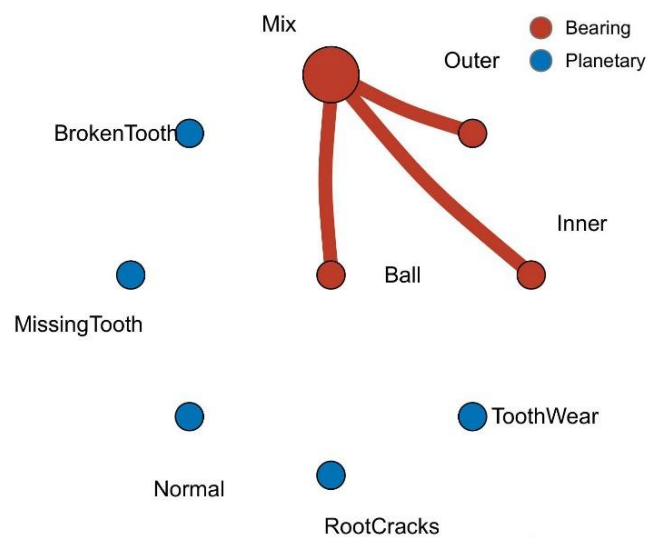 Mix
Bearing
Outer
Planetary
BrokenTooth
Inner
Ball
MissingTooth
ToothWear
Normal
RootCracks